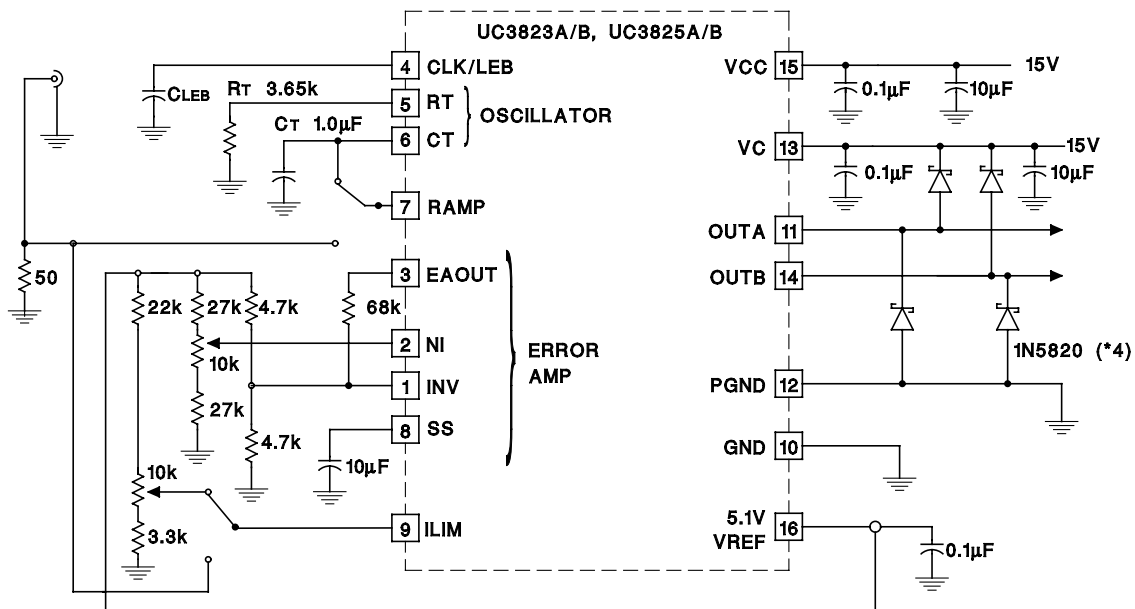 UC3823A/B, UC3825A/B
4 CLK/LEB
CLEB
RT 3.65k
5 RT
OSCILLATOR
CT 1.0µF
6 CT
7 RAMP
50
3 EAOUT
22k
27k
4.7k
68k
2 NI
10k
ERROR
AMP
1 INV
27k
8 SS
4.7k
10µF
10k
3.3k
9 ILIM
VCC 15
15V
0.1µF
10µF
VC 13
15V
0.1µF
10µF
OUTA 11
OUTB 14
1N5820 (*4)
PGND 12
GND 10
5.1V
VREF 16
0.1µF